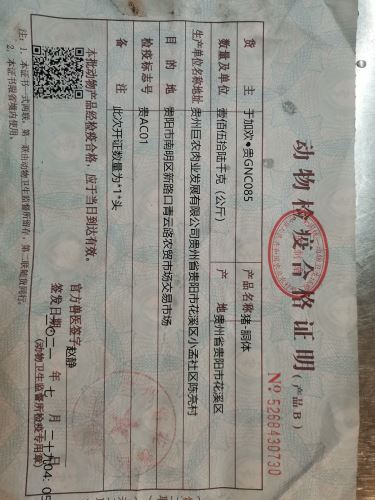 动物检疫合格证明(产品B)
No 5268430730
货主 于加欢●贵GNC085 产品名称 猪-胴体
数量及单位 壹佰伍拾陆千克(公斤) 产地 贵州省贵阳市花溪区
生产单位名称地址 贵州巨农肉业发展有限公司贵州省贵阳市花溪区小孟社区陈亮村
目的地 贵阳市南明区新路口青云路农贸市场交易市场
检疫标志号 贵AC01
备注 此次开证数量为*1*头
本批动物产品经检疫合格,应于当日到达有效。
官方兽医签字 赵静
签发日期 二〇二一年七月二十九 04:05
(动物卫生监督所检疫专用章)
注:1. 本证书一式两联,第一联由动物卫生监督所留存,第二联随货同行。
2. 本证书限省境内使用。